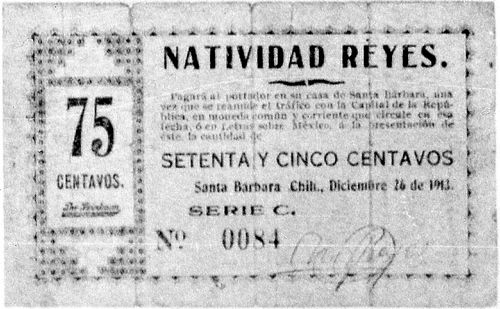 NATIVIDAD REYES.
Pagará al portador en su casa de Santa Bárbara, una
vez que se reanude el tráfico con la Capital de la Repú-
blica, en moneda común y corriente que circule en esa
fecha, ó en Letras sobre México, á la presentación de
éste, la cantidad de
SETENTA Y CINCO CENTAVOS
Santa Bárbara Chih., Diciembre 26 de 1913.
SERIE C.
Nº 0084
75
CENTAVOS.